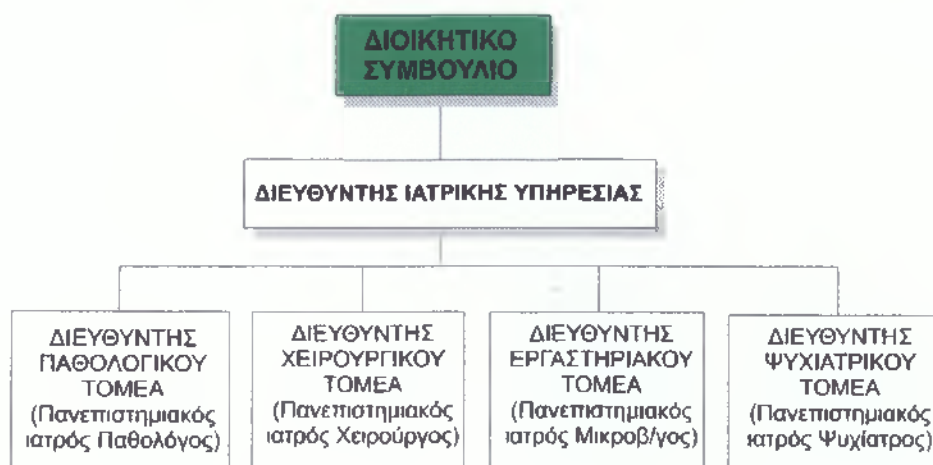 ΔΙΟΙΚΗΤΙΚΟ
ΣΥΜΒΟΥΛΙΟ
ΔΙΕΥΘΥΝΤΗΣ ΙΑΤΡΙΚΗΣ ΥΠΗΡΕΣΙΑΣ
ΔΙΕΥΘΥΝΤΗΣ
ΠΑΘΟΛΟΓΙΚΟΥ
ΤΟΜΕΑ
(Πανεπιστημιακός
ιατρός Παθολόγος)
ΔΙΕΥΘΥΝΤΗΣ
ΧΕΙΡΟΥΡΓΙΚΟΥ
ΤΟΜΕΑ
(Πανεπιστημιακός
ιατρός Χειρούργος)
ΔΙΕΥΘΥΝΤΗΣ
ΕΡΓΑΣΤΗΡΙΑΚΟΥ
ΤΟΜΕΑ
(Πανεπιστημιακός
ιατρός Μικροβ/γος)
ΔΙΕΥΘΥΝΤΗΣ
ΨΥΧΙΑΤΡΙΚΟΥ
ΤΟΜΕΑ
(Πανεπιστημιακός
ιατρός Ψυχίατρος)